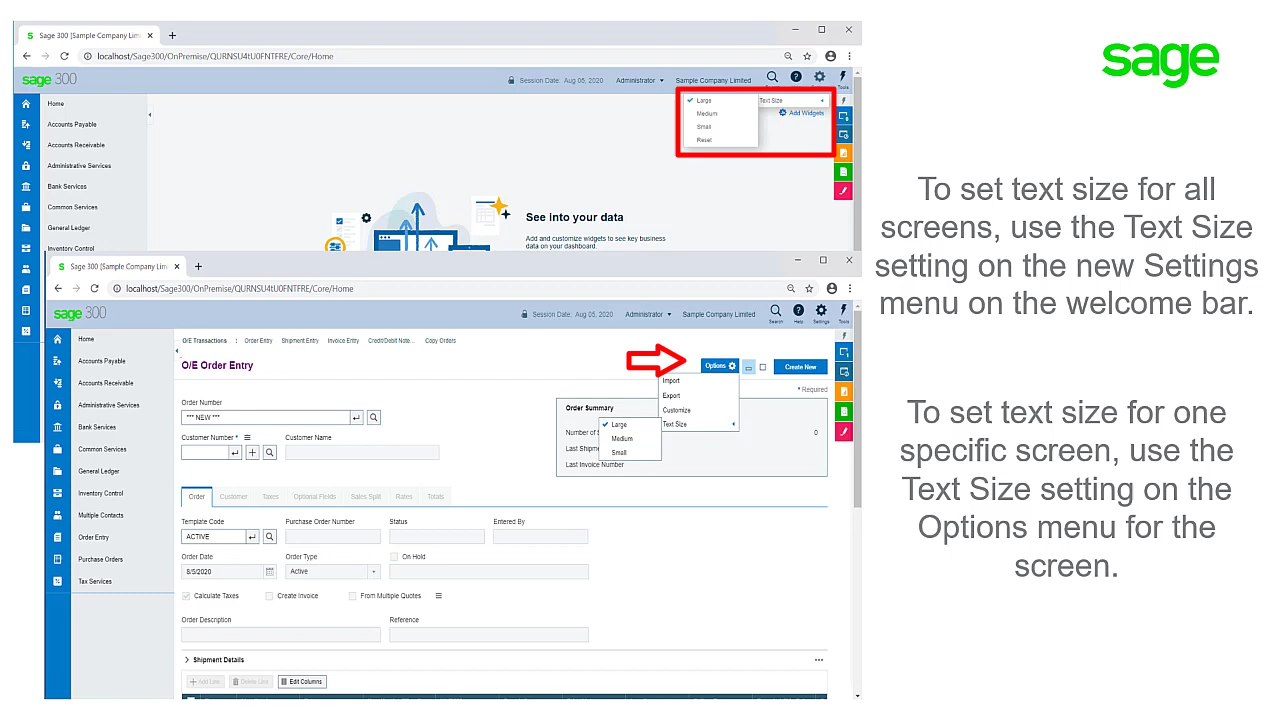 Sage 300 [Sample Company Lim
localhost/Sage300/OnPremise/QURNSU4tU0FNTFRE/Core/Home
sage 300
Session Date: Aug 05, 2020
Administrator
Sample Company Limited
Tools
Home
Accounts Payable
Accounts Receivable
Administrative Services
Bank Services
Common Services
General Ledger
Inventory Control
Large
Medium
Small
Reset
Text Size
Add Widgets
See into your data
Add and customize widgets to see key business
data on your dashboard.
Sage 300 [Sample Company Lim
localhost/Sage300/OnPremise/QURNSU4tU0FNTFRE/Core/Home
sage 300
Session Date: Aug 05, 2020
Administrator
Sample Company Limited
Search
Help
Settings
Tools
Home
Accounts Payable
Accounts Receivable
Administrative Services
Bank Services
Common Services
General Ledger
Inventory Control
Multiple Contacts
Order Entry
Purchase Orders
Tax Services
O/E Transactions : Order Entry Shipment Entry Invoice Entry Credit/Debit Note... Copy Orders
O/E Order Entry
Options
Create New
Import
Export
Customize
Text Size
Large
Medium
Small
* Required
Order Number
*** NEW ***
Customer Number *
Customer Name
Order Summary
Number of S
0
Last Shipme
Last Invoice Number
Order Customer Taxes Optional Fields Sales Split Rates Totals
Template Code Purchase Order Number Status Entered By
ACTIVE
Order Date Order Type On Hold
8/5/2020 Active
Calculate Taxes Create Invoice From Multiple Quotes
Order Description Reference
Shipment Details
Add Line Delete Line Edit Columns
sage
To set text size for all
screens, use the Text Size
setting on the new Settings
menu on the welcome bar.
To set text size for one
specific screen, use the
Text Size setting on the
Options menu for the
screen.